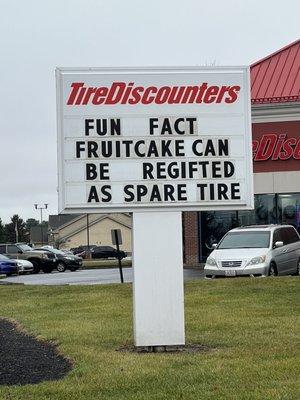 TireDiscounters
FUN FACT
FRUITCAKE CAN
BE REGIFTED
AS SPARE TIRE